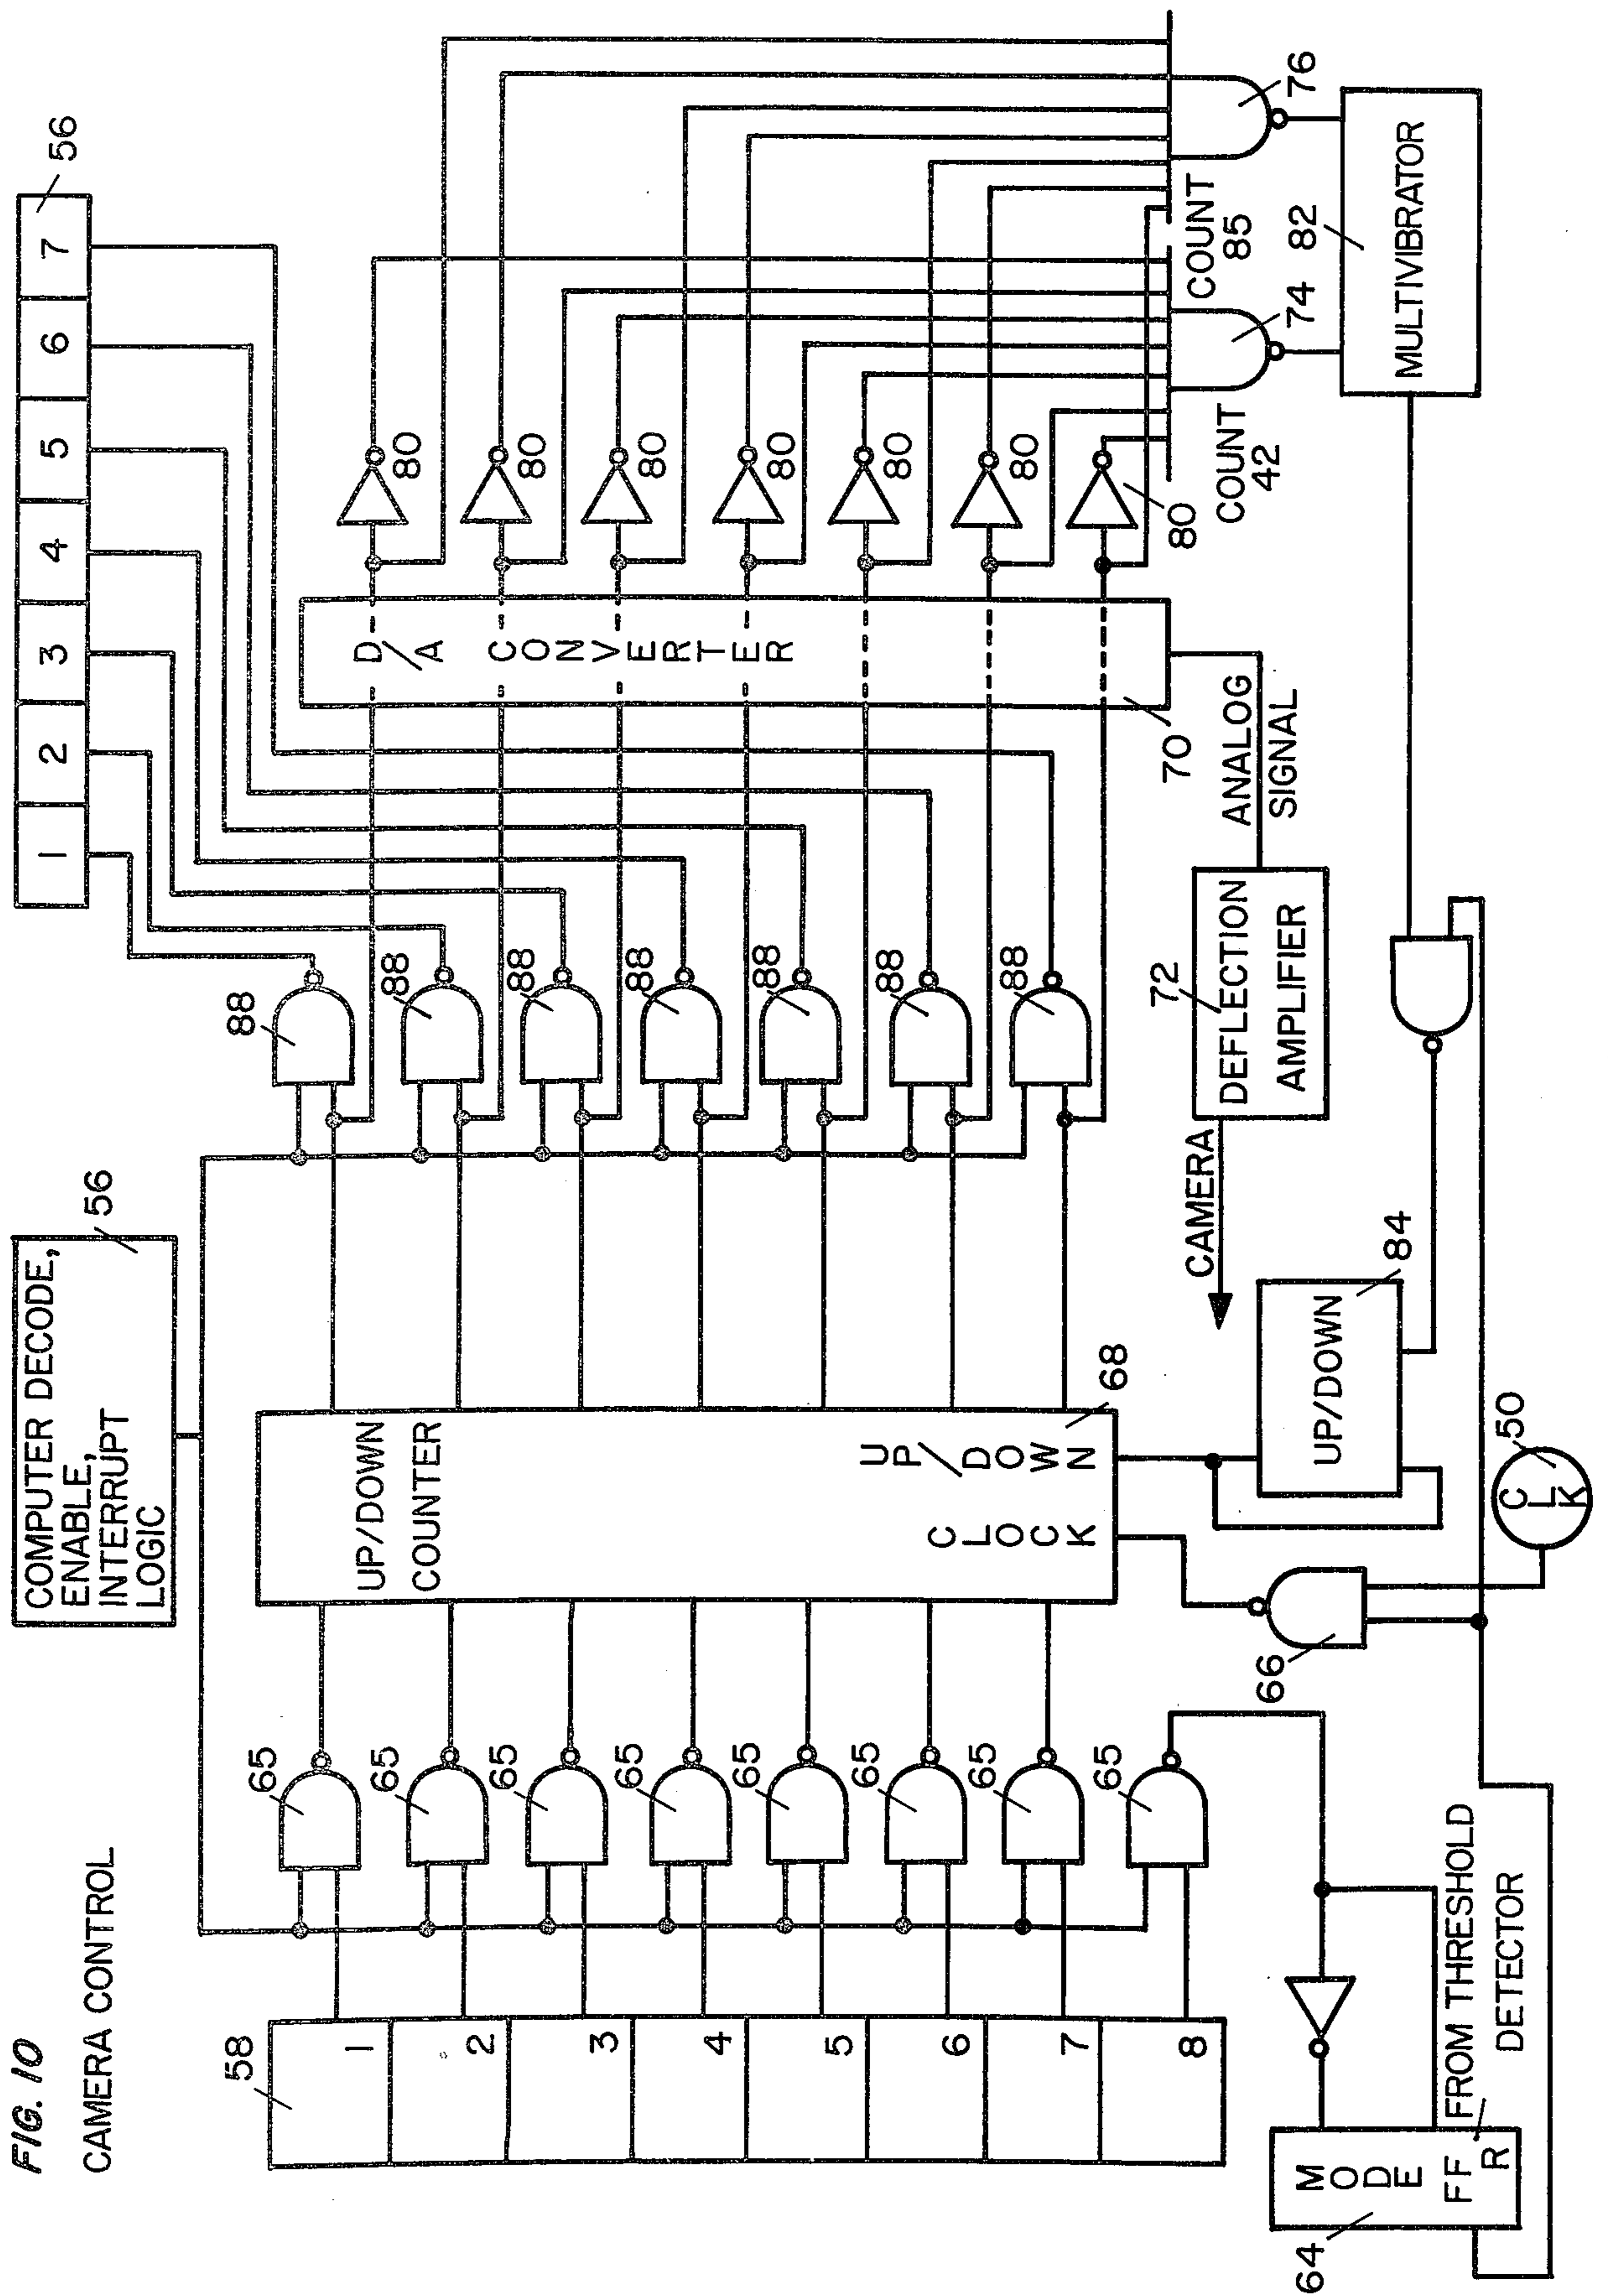 FIG. 10
CAMERA CONTROL
COMPUTER DECODE,
ENABLE,
INTERRUPT
LOGIC
56
1 2 3 4 5 6 7
56
58
1
2
3
4
5
6
7
8
65
65
65
65
65
65
65
65
UP/DOWN
COUNTER
CLOCK
UP/DOWN
68
88
88
88
88
88
88
88
D/A CONVERTER
70
80
80
80
80
80
80
80
COUNT
42
COUNT
85
74
76
MULTIVIBRATOR
82
ANALOG
SIGNAL
DEFLECTION
AMPLIFIER
72
CAMERA
UP/DOWN
84
CLK
50
66
MODE
FF
R
64
FROM THRESHOLD
DETECTOR